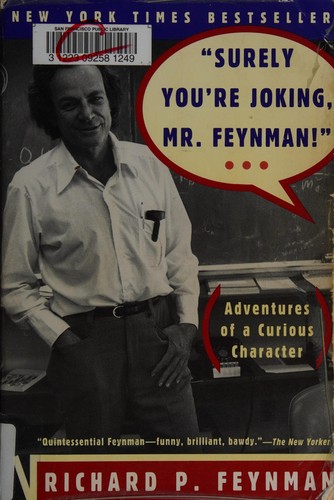 NEW YORK TIMES BESTSELLER
SAN FRANCISCO PUBLIC LIBRARY
3 1223 09258 1249
"SURELY
YOU'RE JOKING,
MR. FEYNMAN!"
...
(Adventures
of a Curious
Character)
"Quintessential Feynman—funny, brilliant, bawdy."—The New Yorker
N
RICHARD P. FEYNMAN